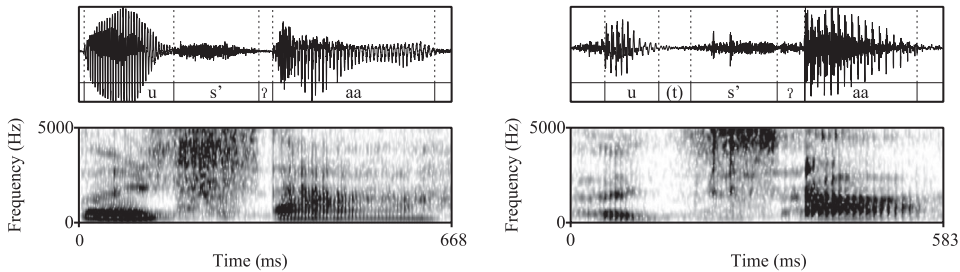 u s’ ʔ aa
5000
Frequency (Hz)
0
0 668
Time (ms)
u (t) s’ ʔ aa
5000
Frequency (Hz)
0
0 583
Time (ms)